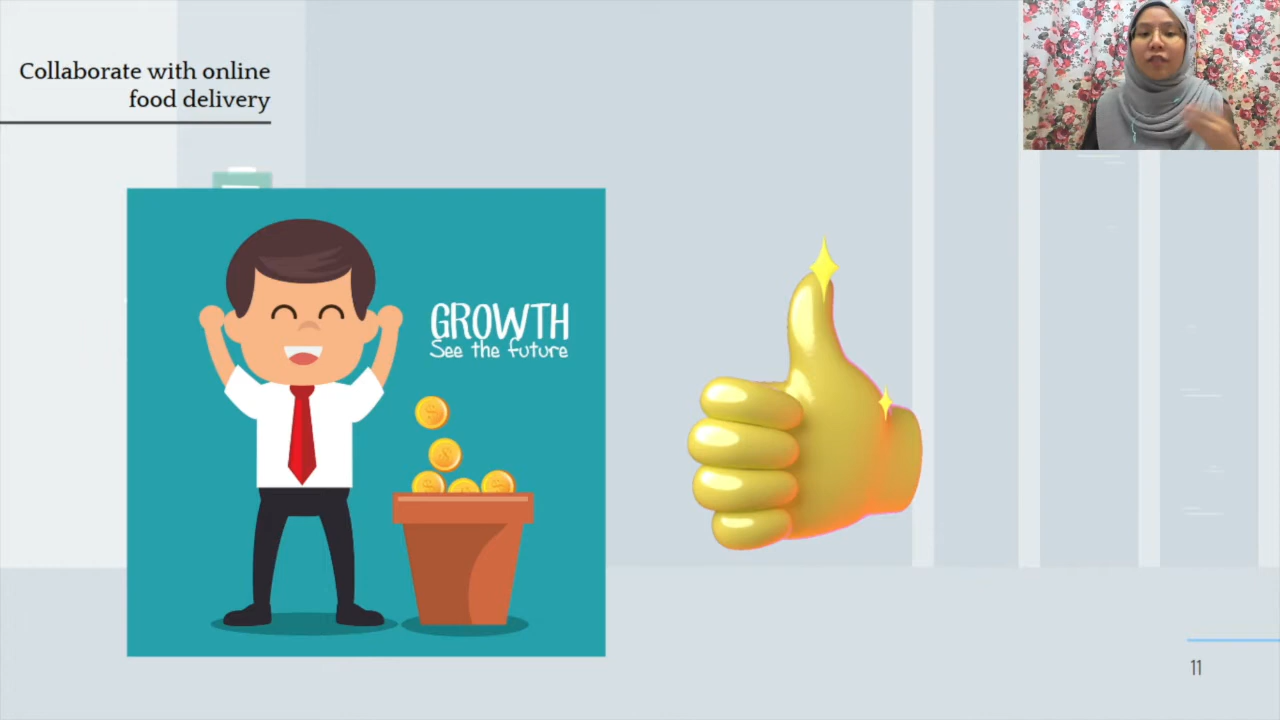 Collaborate with online
food delivery
GROWTH
See the future
11